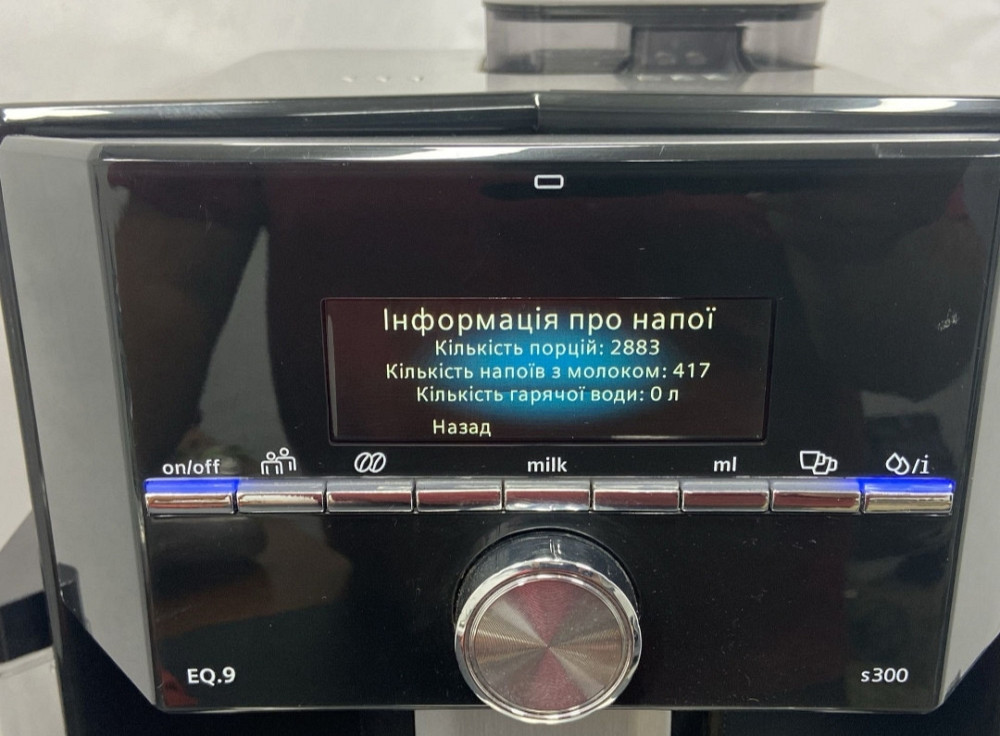 Інформація про напої
Кількість порцій: 2883
Кількість напоїв з молоком: 417
Кількість гарячої води: 0 л
Назад
on/off milk ml /i
EQ.9 s300